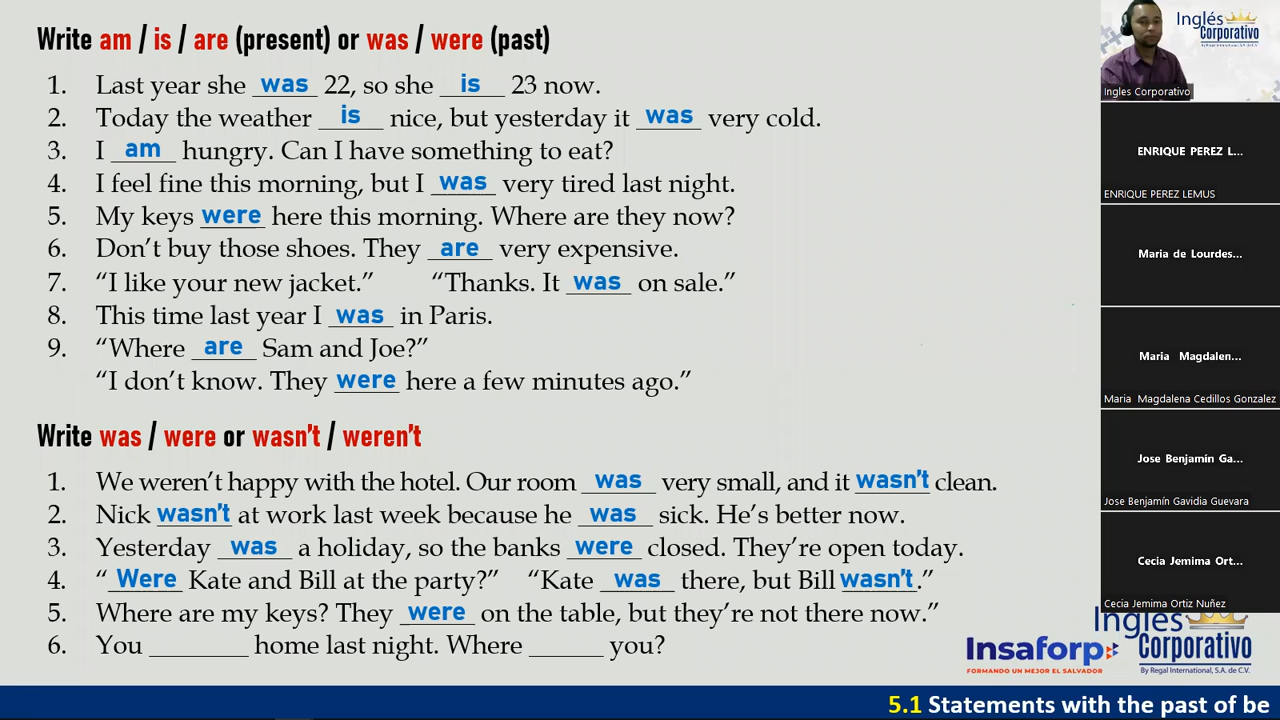 Write am / is / are (present) or was / were (past)
1. Last year she was 22, so she is 23 now.
2. Today the weather is nice, but yesterday it was very cold.
3. I am hungry. Can I have something to eat?
4. I feel fine this morning, but I was very tired last night.
5. My keys were here this morning. Where are they now?
6. Don't buy those shoes. They are very expensive.
7. “I like your new jacket.” “Thanks. It was on sale.”
8. This time last year I was in Paris.
9. “Where are Sam and Joe?”
“I don't know. They were here a few minutes ago.”
Write was / were or wasn't / weren't
1. We weren't happy with the hotel. Our room was very small, and it wasn't clean.
2. Nick wasn't at work last week because he was sick. He's better now.
3. Yesterday was a holiday, so the banks were closed. They're open today.
4. “Were Kate and Bill at the party?” “Kate was there, but Bill wasn't.”
5. Where are my keys? They were on the table, but they're not there now.”
6. You ________ home last night. Where ______ you?
Inglés
Corporativo
By Regal International, S.A. de C.V.
Ingles Corporativo
ENRIQUE PEREZ L...
ENRIQUE PEREZ LEMUS
Maria de Lourdes...
Maria Magdalen...
Maria Magdalena Cedillos Gonzalez
Jose Benjamín Ga...
Jose Benjamín Gavidia Guevara
Cecia Jemima Ort...
Cecia Jemima Ortiz Nuñez
Insaforp
FORMANDO UN MEJOR EL SALVADOR
Inglés
Corporativo
By Regal International, S.A. de C.V.
5.1 Statements with the past of be